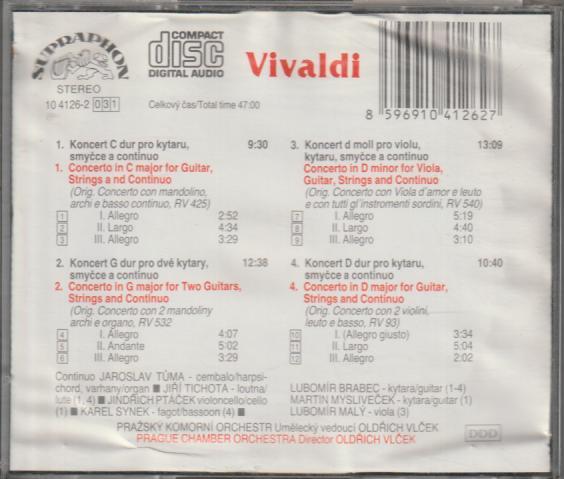 SUPRAPHON
COMPACT
disc
DIGITAL AUDIO
Vivaldi
STEREO
10 4126-2 031
Celkový čas/Total time 47:00
8 596910 412627
1. Koncert C dur pro kytaru, 9:30
smyčce a continuo
1. Concerto in C major for Guitar,
Strings a nd Continuo
(Orig. Concerto con mandolino,
archi e basso continuo, RV 425)
1 I. Allegro 2:52
2 II. Largo 4:34
3 III. Allegro 3:29
2. Koncert G dur pro dvě kytary, 12:38
smyčce a continuo
2. Concerto in G major for Two Guitars,
Strings and Continuo
(Orig. Concerto con 2 mandoliny
archi e organo, RV 532
4 I. Allegro 4:07
5 II. Andante 5:02
6 III. Allegro 3:29
3. Koncert d moll pro violu, 13:09
kytaru, smyčce a continuo
Concerto in D minor for Viola,
Guitar, Strings and Continuo
(Orig. Concerto con Viola d'amor e leuto
e con tutti gl'instromenti sordini, RV 540)
7 I. Allegro 5:19
8 II. Largo 4:40
9 III. Allegro 3:10
4. Koncert D dur pro kytaru, 10:40
smyčce a continuo
4. Concerto in D major for Guitar,
Strings and Continuo
(Orig. Concerto con 2 violini,
leuto e basso, RV 93)
10 I. (Allegro giusto) 3:34
11 II. Largo 5:04
12 III. Allegro 2:02
Continuo JAROSLAV TŮMA - cembalo/harpsi-
chord, varhany/organ ■ JIŘÍ TICHOTA - loutna/
lute (1, 4) ■ JINDŘICH PTÁČEK violoncello/cello
(1) ■ KAREL SYNEK - fagot/bassoon (4) ■
LUBOMÍR BRABEC - kytara/guitar (1-4)
MARTIN MYSLIVEČEK - kytara/guitar (1)
LUBOMÍR MALÝ - viola (3)
PRAŽSKÝ KOMORNÍ ORCHESTR Umělecký vedoucí OLDŘICH VLČEK
PRAGUE CHAMBER ORCHESTRA Director OLDŘICH VLČEK
DDD